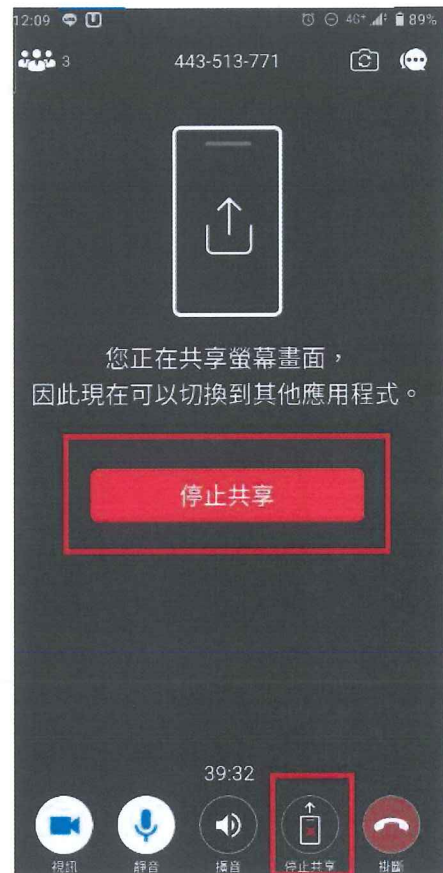 12:09
4G+ 89%
3 443-513-771
您正在共享螢幕畫面，
因此現在可以切換到其他應用程式。
停止共享
39:32
視訊 靜音 擴音 停止共享 掛斷